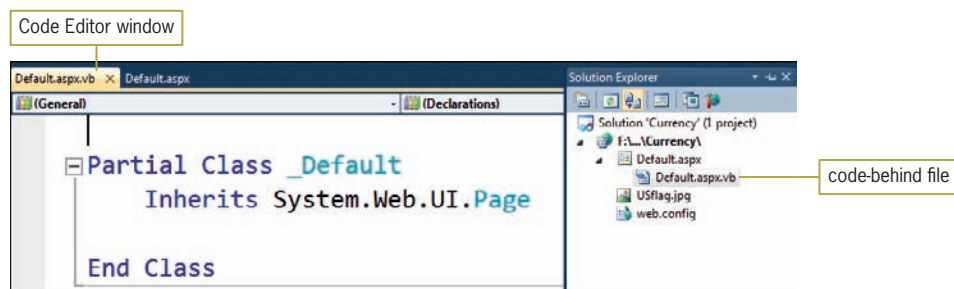 Code Editor window
Default.aspx.vb Default.aspx
(General) (Declarations)
Partial Class _Default
Inherits System.Web.UI.Page
End Class
Solution Explorer
Solution 'Currency' (1 project)
F:\...\Currency\
Default.aspx
Default.aspx.vb
USflag.jpg
web.config
code-behind file